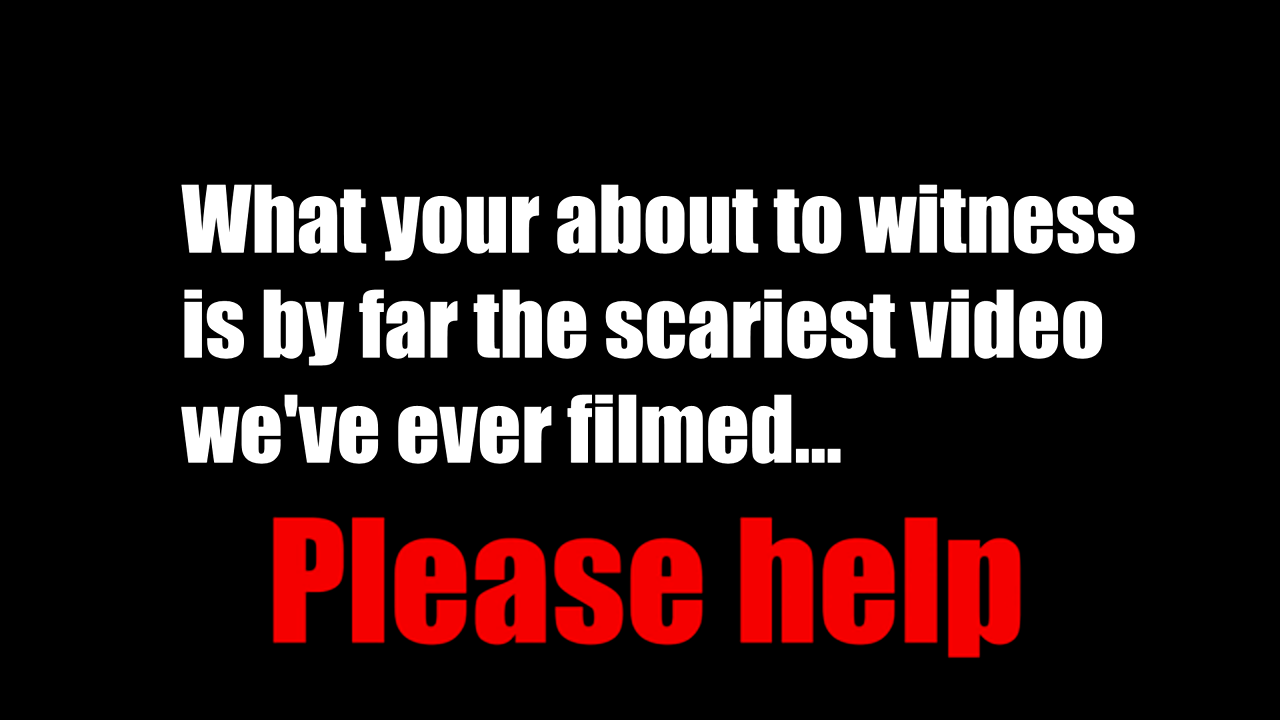 What your about to witness
is by far the scariest video
we've ever filmed...
Please help